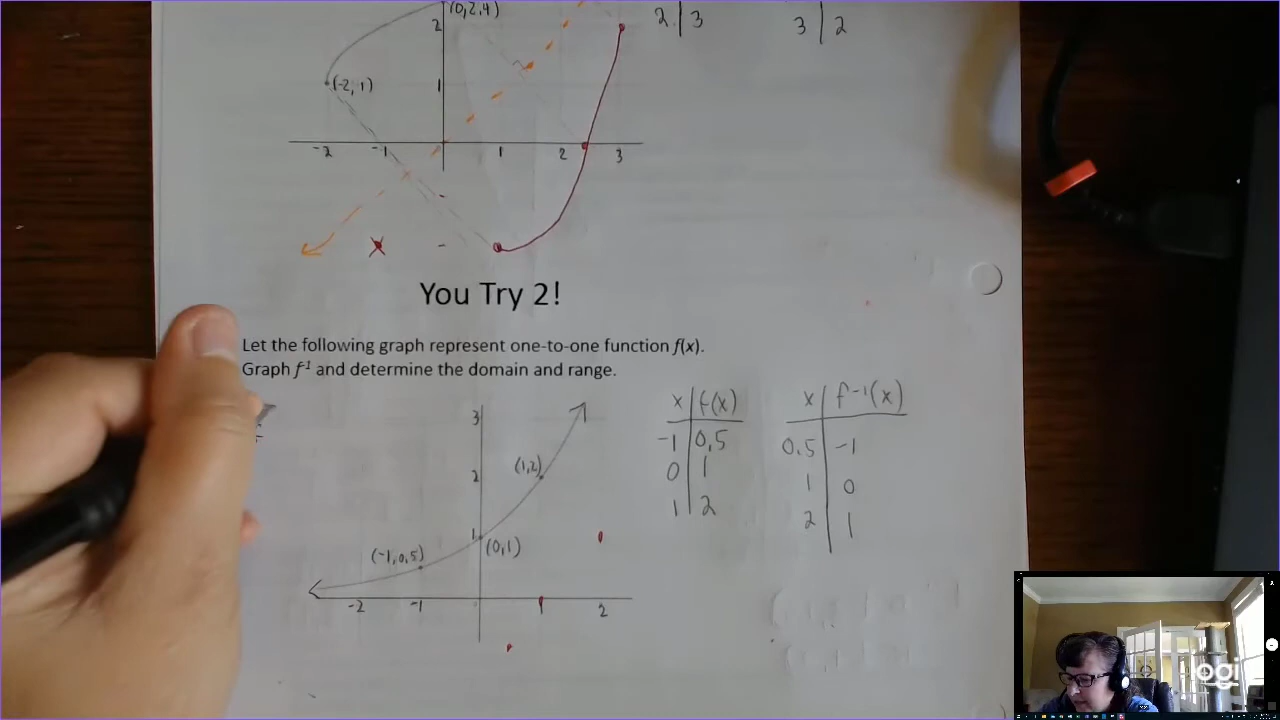 2
(0,2.4)
2 | 3
3 | 2
(-2, 1)
1
-2 -1 1 2 3
You Try 2!
Let the following graph represent one-to-one function f(x).
Graph f⁻¹ and determine the domain and range.
x | f(x)
-1 | 0.5
0 | 1
1 | 2
x | f⁻¹(x)
0.5 | -1
1 | 0
2 | 1
3
(1,2)
2
1
(0,1)
(-1,0.5)
-2 -1 1 2
ogi